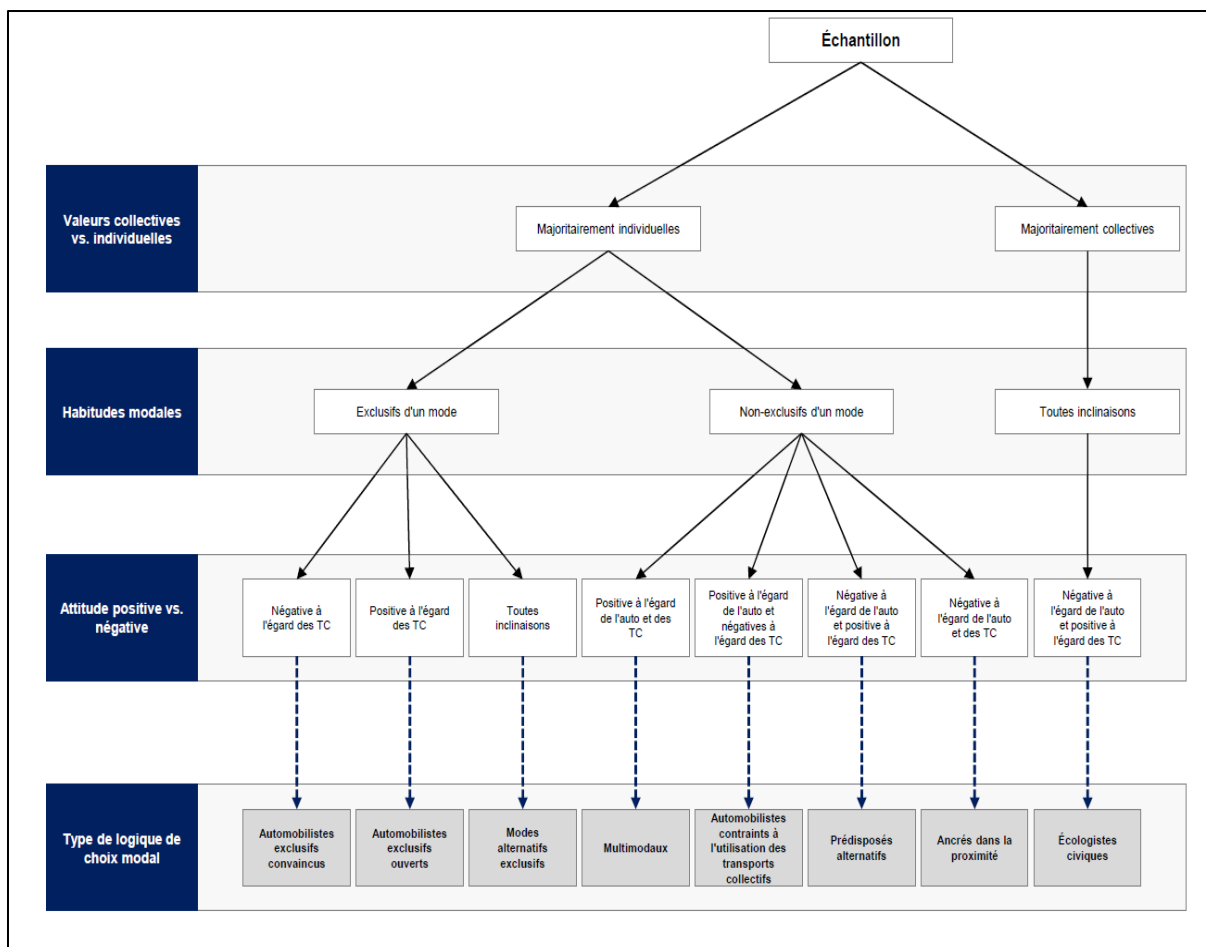 Échantillon
Valeurs collectives
vs. individuelles
Majoritairement individuelles
Majoritairement collectives
Habitudes modales
Exclusifs d'un mode
Non-exclusifs d'un mode
Toutes inclinaisons
Attitude positive vs.
négative
Négative à
l'égard des TC
Positive à l'égard
des TC
Toutes
inclinaisons
Positive à l'égard
de l'auto et des TC
Positive à l'égard
de l'auto et
négatives à
l'égard des TC
Négative à
l'égard de l'auto
et positive à
l'égard des TC
Négative à
l'égard de l'auto
et des TC
Négative à
l'égard de l'auto
et positive à
l'égard des TC
Type de logique de
choix modal
Automobilistes
exclusifs
convaincus
Automobilistes
exclusifs
ouverts
Modes
alternatifs
exclusifs
Multimodaux
Automobilistes
contraints à
l'utilisation des
transports
collectifs
Prédisposés
alternatifs
Ancrés dans la
proximité
Écologistes
civiques